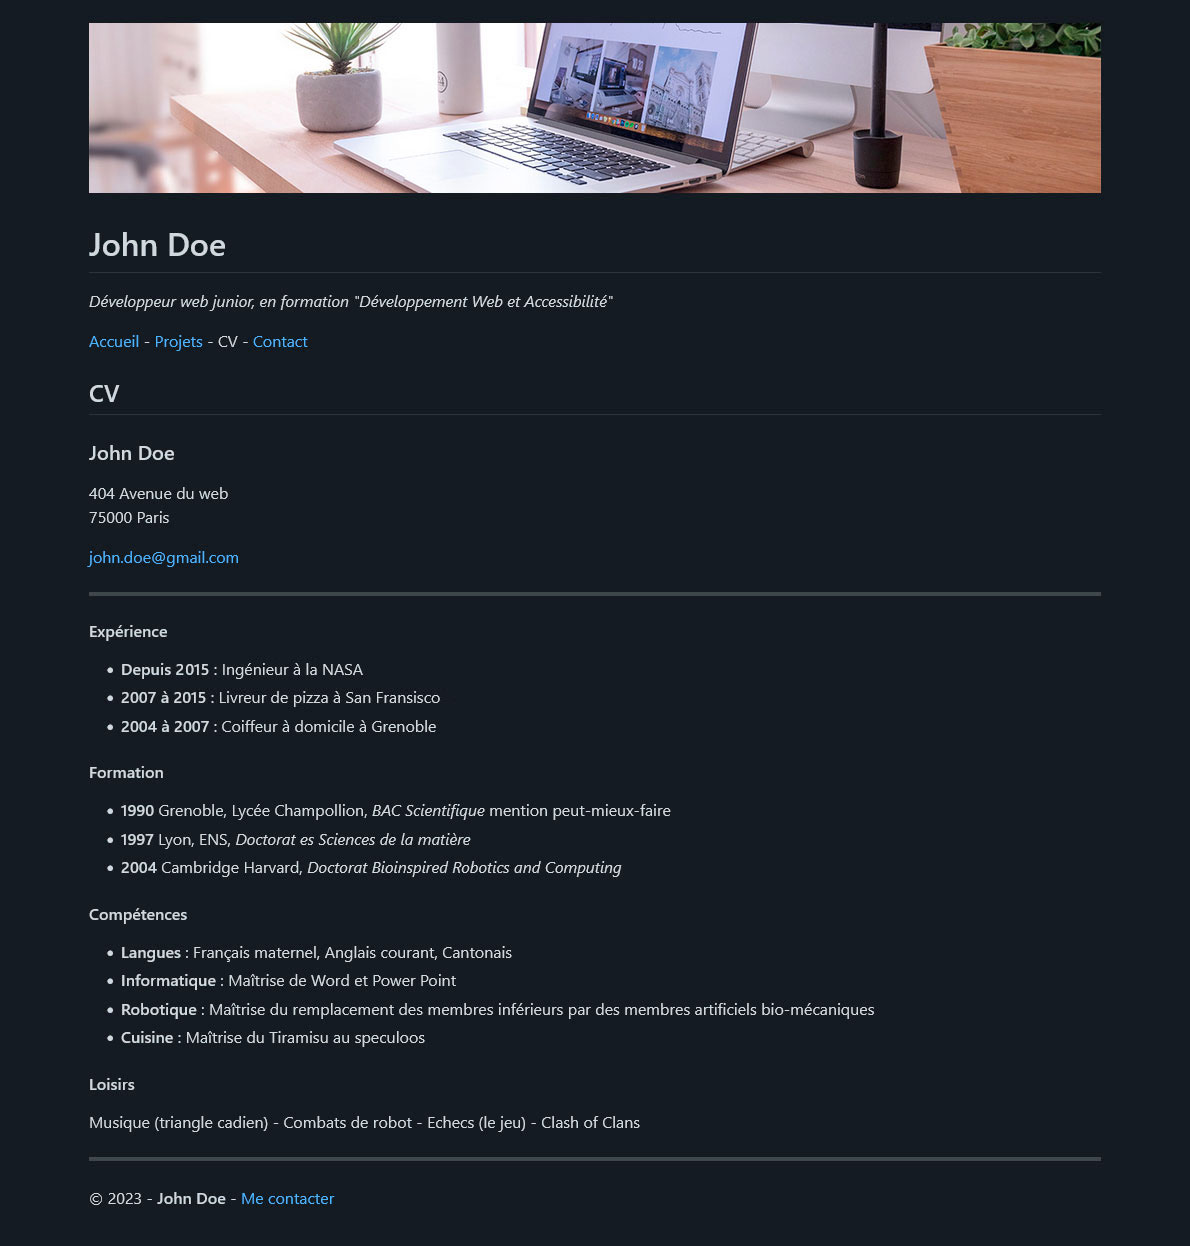 John Doe
Développeur web junior, en formation "Développement Web et Accessibilité"
Accueil - Projets - CV - Contact
CV
John Doe
404 Avenue du web
75000 Paris
john.doe@gmail.com
Expérience
• Depuis 2015 : Ingénieur à la NASA
• 2007 à 2015 : Livreur de pizza à San Fransisco
• 2004 à 2007 : Coiffeur à domicile à Grenoble
Formation
• 1990 Grenoble, Lycée Champollion, BAC Scientifique mention peut-mieux-faire
• 1997 Lyon, ENS, Doctorat es Sciences de la matière
• 2004 Cambridge Harvard, Doctorat Bioinspired Robotics and Computing
Compétences
• Langues : Français maternel, Anglais courant, Cantonais
• Informatique : Maîtrise de Word et Power Point
• Robotique : Maîtrise du remplacement des membres inférieurs par des membres artificiels bio-mécaniques
• Cuisine : Maîtrise du Tiramisu au speculoos
Loisirs
Musique (triangle cadien) - Combats de robot - Echecs (le jeu) - Clash of Clans
© 2023 - John Doe - Me contacter